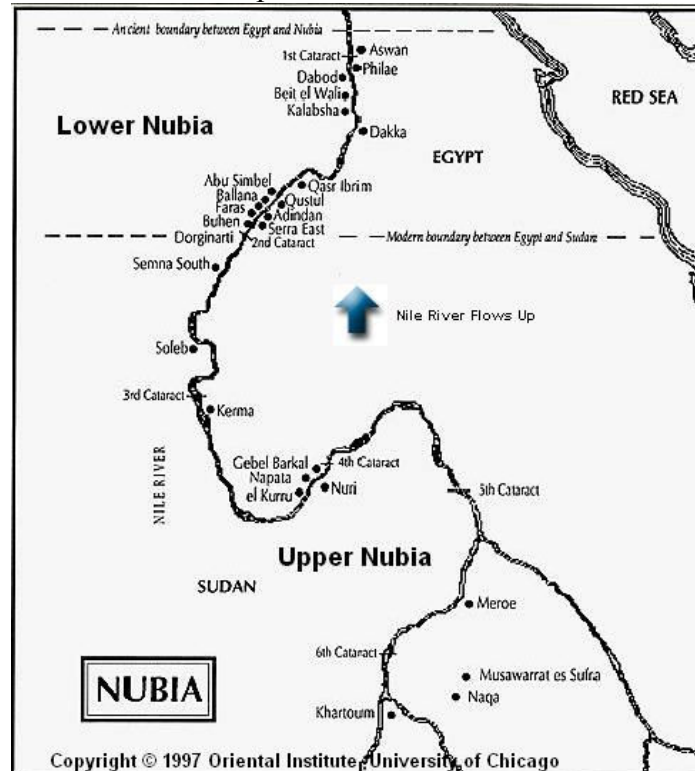 Ancient boundary between Egypt and Nubia
1st Cataract
Aswan
Philae
Dabod
Beit el Wali
Kalabsha
RED SEA
Lower Nubia
Dakka
EGYPT
Abu Simbel
Qasr Ibrim
Ballana
Qustul
Faras
Adindan
Buhen
Serra East
Dorginarti
2nd Cataract
Modern boundary between Egypt and Sudan
Semna South
Nile River Flows Up
Soleb
3rd Cataract
Kerma
NILE RIVER
Gebel Barkal
4th Cataract
Napata
el Kurru
Nuri
5th Cataract
Upper Nubia
SUDAN
Meroe
6th Cataract
Musawwarat es Sufra
NUBIA
Naqa
Khartoum
Copyright © 1997 Oriental Institute, University of Chicago